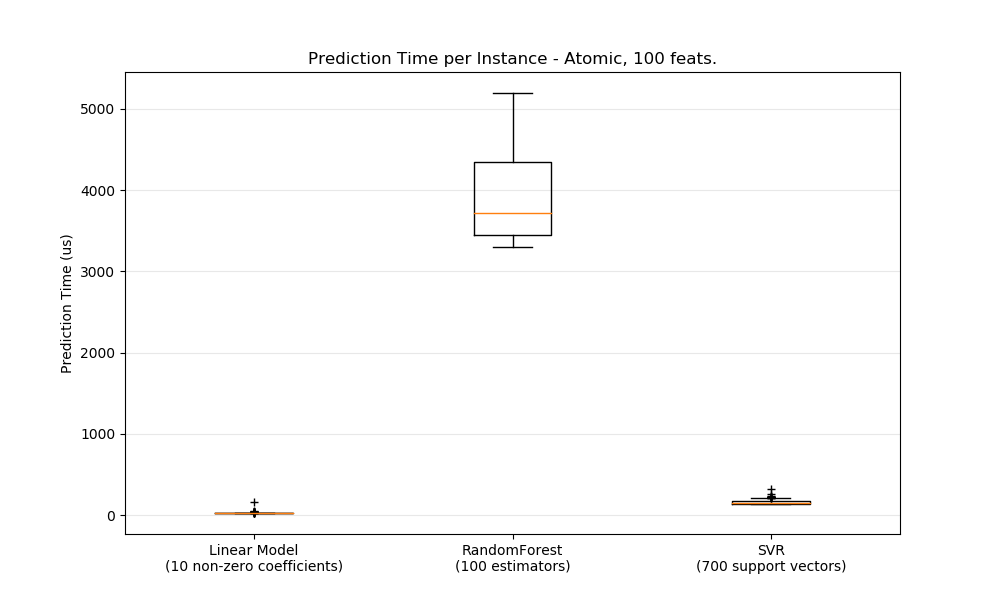 Prediction Time per Instance - Atomic, 100 feats.
Prediction Time (us)
5000
4000
3000
2000
1000
0
Linear Model
(10 non-zero coefficients)
RandomForest
(100 estimators)
SVR
(700 support vectors)